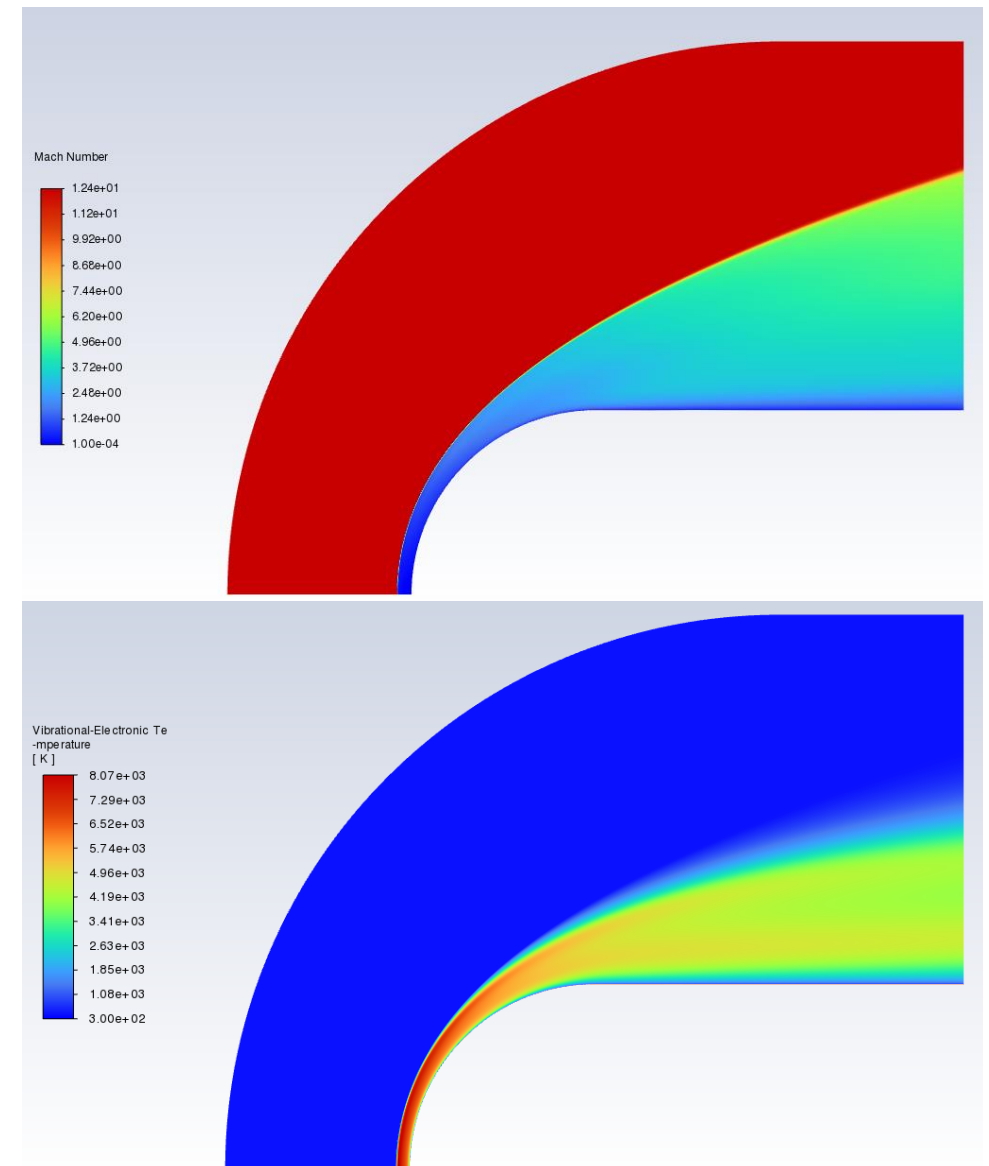 Mach Number
1.24e+01
1.12e+01
9.92e+00
8.68e+00
7.44e+00
6.20e+00
4.96e+00
3.72e+00
2.48e+00
1.24e+00
1.00e-04
Vibrational-Electronic Te
-mperature
[ K ]
8.07e+03
7.29e+03
6.52e+03
5.74e+03
4.96e+03
4.19e+03
3.41e+03
2.63e+03
1.85e+03
1.08e+03
3.00e+02